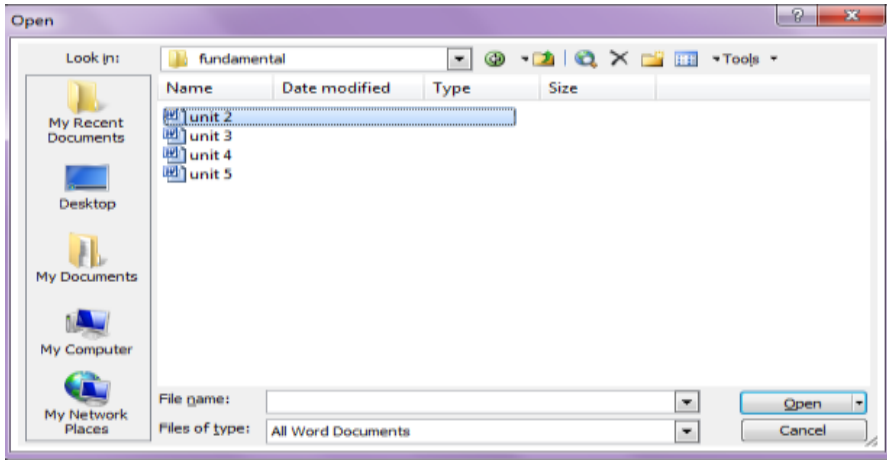 Open
Look in: fundamental Tools
Name Date modified Type Size
unit 2
unit 3
unit 4
unit 5
My Recent
Documents
Desktop
My Documents
My Computer
My Network
Places
File name: Open
Files of type: All Word Documents Cancel